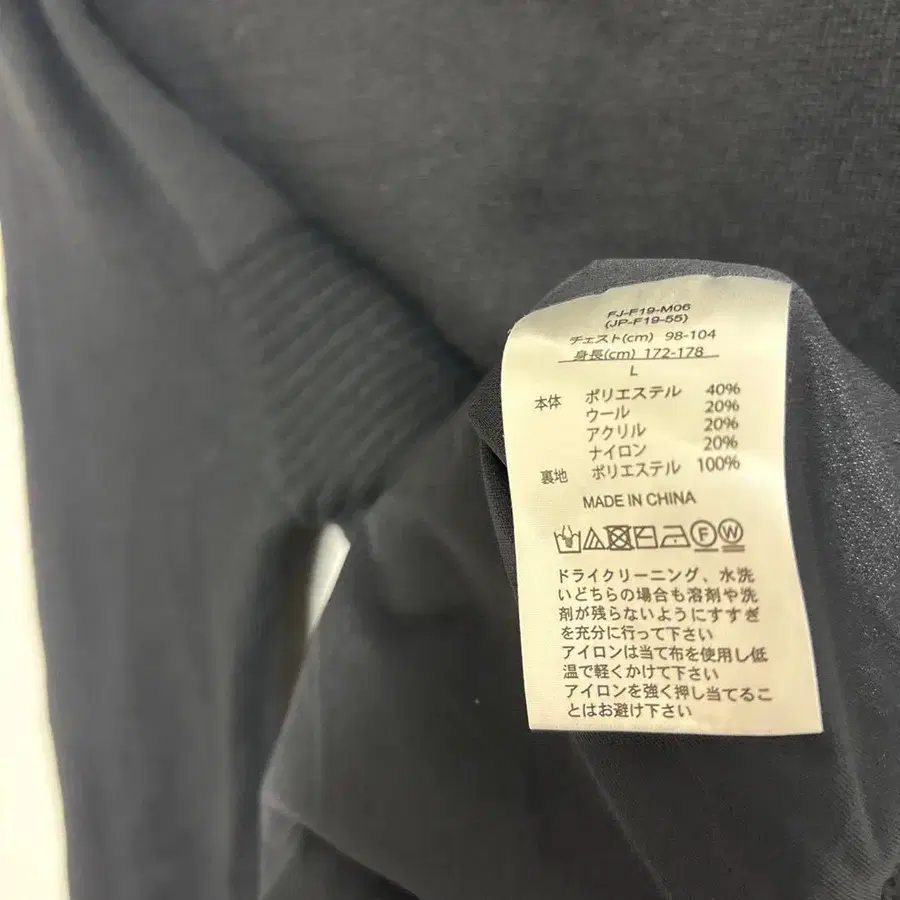 FJ-F19-M06
(JP-F19-55)
チェスト(cm) 98-104
身長(cm) 172-178
L
本体 ポリエステル 40%
ウール 20%
アクリル 20%
ナイロン 20%
裏地 ポリエステル 100%
MADE IN CHINA
F W
ドライクリーニング、水洗
いどちらの場合も溶剤や洗
剤が残らないようにすすぎ
を充分に行って下さい
アイロンは当て布を使用し低
温で軽くかけて下さい
アイロンを強く押し当てるこ
とはお避け下さい